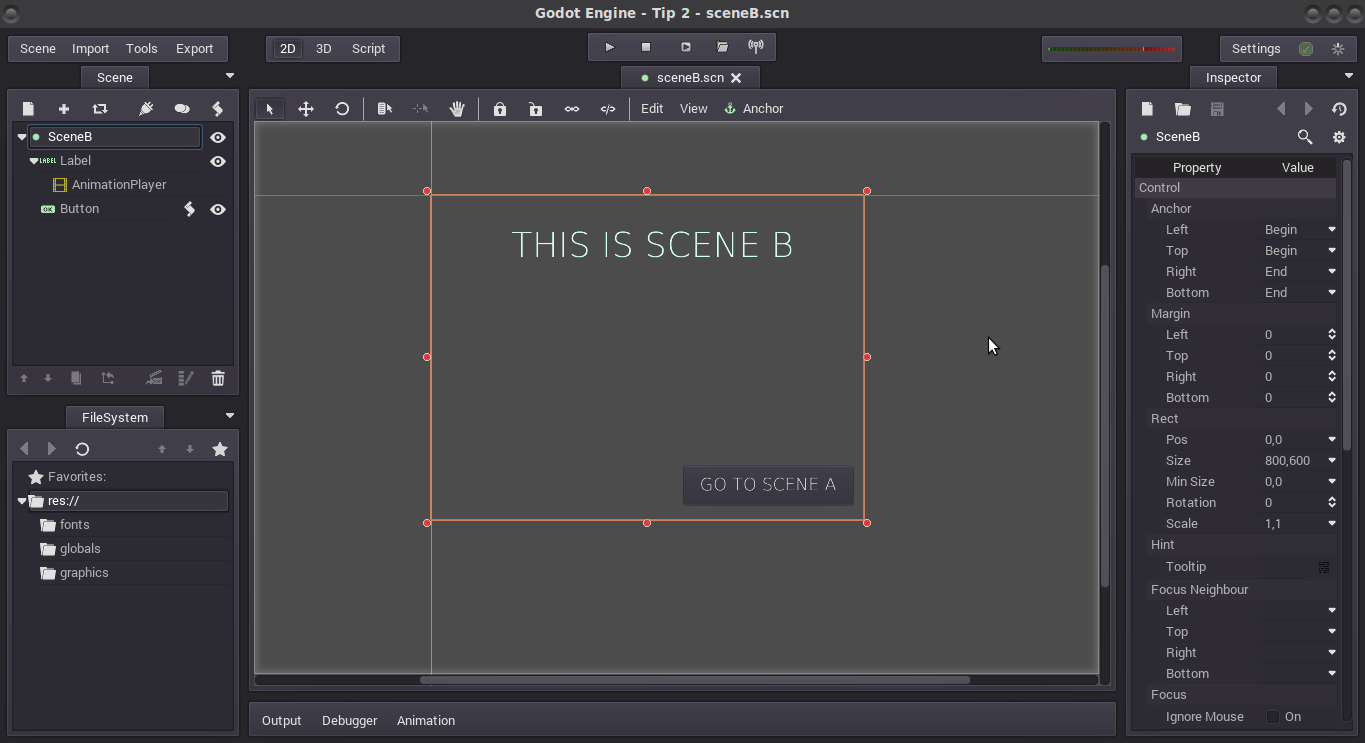 Godot Engine - Tip 2 - sceneB.scn
Scene Import Tools Export
2D 3D Script
Settings
Scene
SceneB
LABEL Label
AnimationPlayer
OK Button
FileSystem
Favorites:
res://
fonts
globals
graphics
sceneB.scn
Edit View Anchor
THIS IS SCENE B
GO TO SCENE A
Output Debugger Animation
Inspector
SceneB
Property Value
Control
Anchor
Left Begin
Top Begin
Right End
Bottom End
Margin
Left 0
Top 0
Right 0
Bottom 0
Rect
Pos 0,0
Size 800,600
Min Size 0,0
Rotation 0
Scale 1,1
Hint
Tooltip
Focus Neighbour
Left
Top
Right
Bottom
Focus
Ignore Mouse On